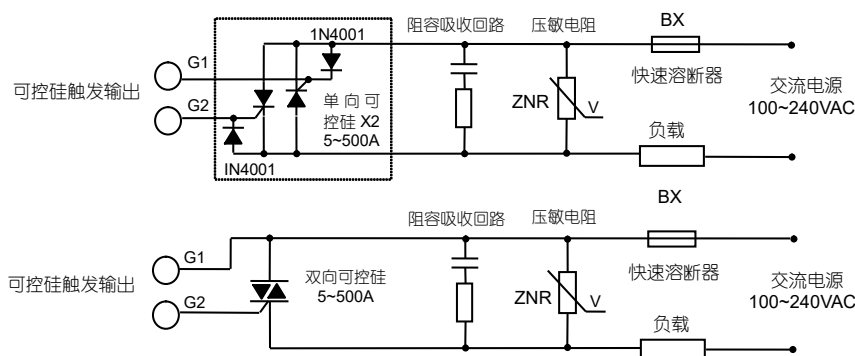 1N4001
阻容吸收回路
压敏电阻
BX
G1
可控硅触发输出
G2
单向可
控硅 X2
5~500A
ZNR
V
快速溶断器
交流电源
100~240VAC
负载
IN4001
BX
阻容吸收回路
压敏电阻
G1
可控硅触发输出
G2
双向可控硅
5~500A
ZNR
V
快速溶断器
交流电源
100~240VAC
负载